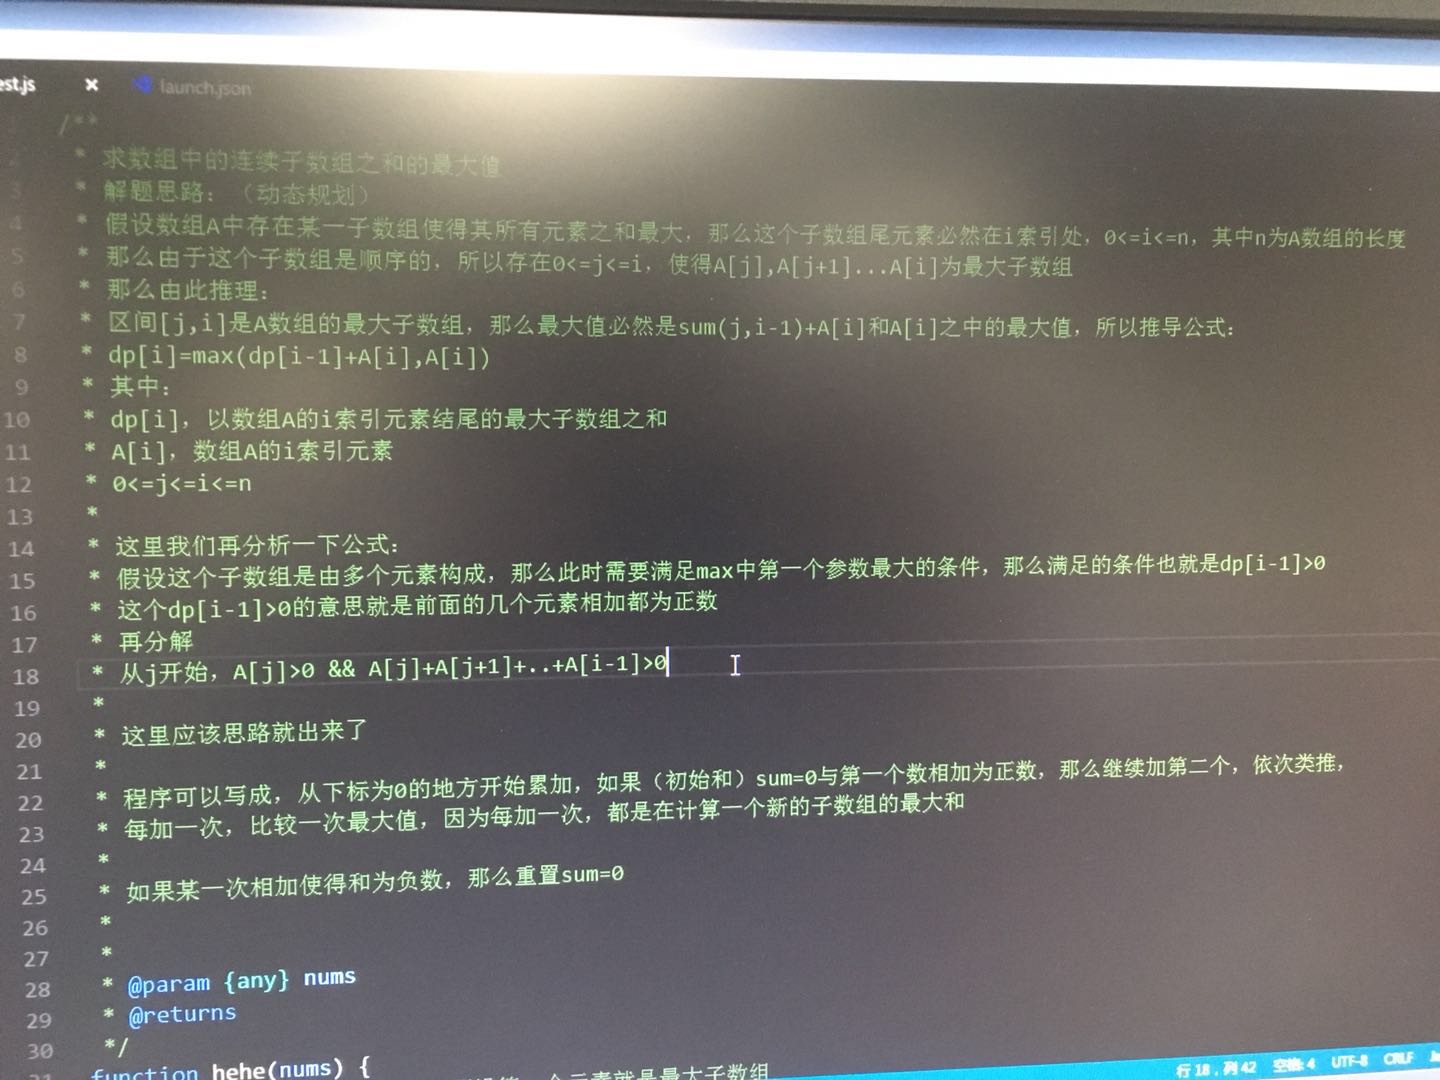 est.js × launch.json
1 /**
2 * 求数组中的连续子数组之和的最大值
3 * 解题思路：（动态规划）
4 * 假设数组A中存在某一子数组使得其所有元素之和最大，那么这个子数组尾元素必然在i索引处，0<=i<=n，其中n为A数组的长度
5 * 那么由于这个子数组是顺序的，所以存在0<=j<=i，使得A[j],A[j+1]...A[i]为最大子数组
6 * 那么由此推理：
7 * 区间[j,i]是A数组的最大子数组，那么最大值必然是sum(j,i-1)+A[i]和A[i]之中的最大值，所以推导公式：
8 * dp[i]=max(dp[i-1]+A[i],A[i])
9 * 其中：
10 * dp[i]，以数组A的i索引元素结尾的最大子数组之和
11 * A[i]，数组A的i索引元素
12 * 0<=j<=i<=n
13 *
14 * 这里我们再分析一下公式：
15 * 假设这个子数组是由多个元素构成，那么此时需要满足max中第一个参数最大的条件，那么满足的条件也就是dp[i-1]>0
16 * 这个dp[i-1]>0的意思就是前面的几个元素相加都为正数
17 * 再分解
18 * 从j开始，A[j]>0 && A[j]+A[j+1]+..+A[i-1]>0
19 *
20 * 这里应该思路就出来了
21 *
22 * 程序可以写成，从下标为0的地方开始累加，如果（初始和）sum=0与第一个数相加为正数，那么继续加第二个，依次类推，
23 * 每加一次，比较一次最大值，因为每加一次，都是在计算一个新的子数组的最大和
24 *
25 * 如果某一次相加使得和为负数，那么重置sum=0
26 *
27 *
28 * @param {any} nums
29 * @returns
30 */
31 function hehe(nums) {
一个元素就是最大子数组
行 18，列 42 空格: 4 UTF-8 CRLF